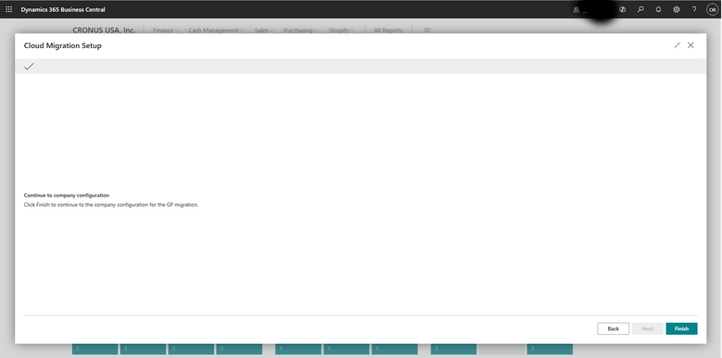 Dynamics 365 Business Central
OR
CRONUS USA, Inc.
Finance
Cash Management
Sales
Purchasing
Shopify
All Reports
Cloud Migration Setup
Continue to company configuration
Click Finish to continue to the company configuration for the GP migration.
Back
Next
Finish